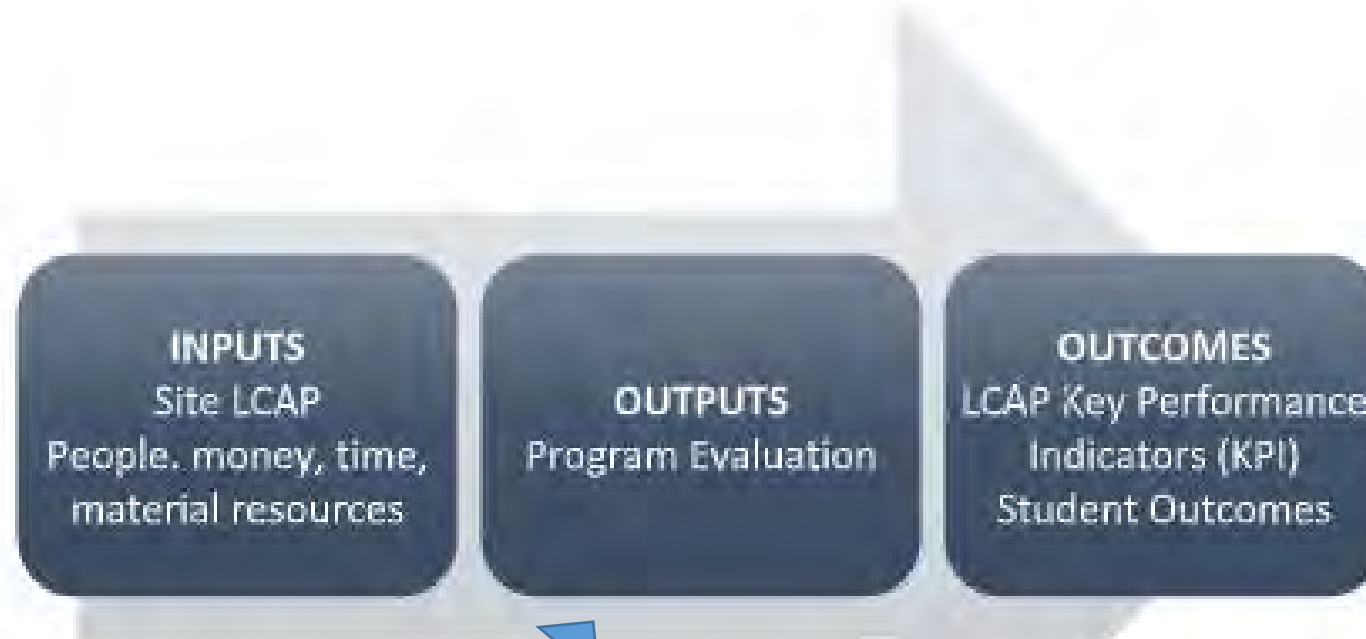 INPUTS
Site LCAP
People. money, time,
material resources
OUTPUTS
Program Evaluation
OUTCOMES
LCAP Key Performance
Indicators (KPI)
Student Outcomes